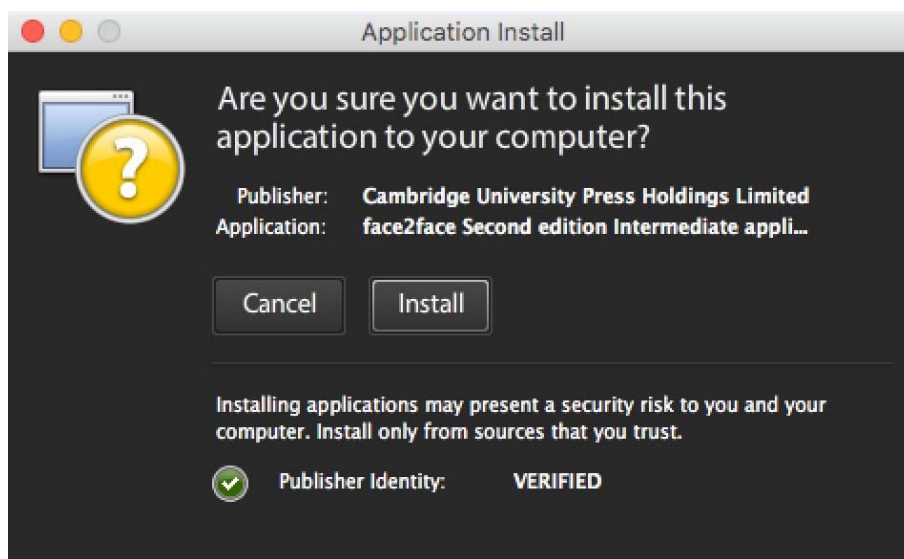 Application Install
Are you sure you want to install this
application to your computer?
Publisher: Cambridge University Press Holdings Limited
Application: face2face Second edition Intermediate appli...
Cancel Install
Installing applications may present a security risk to you and your
computer. Install only from sources that you trust.
Publisher Identity: VERIFIED